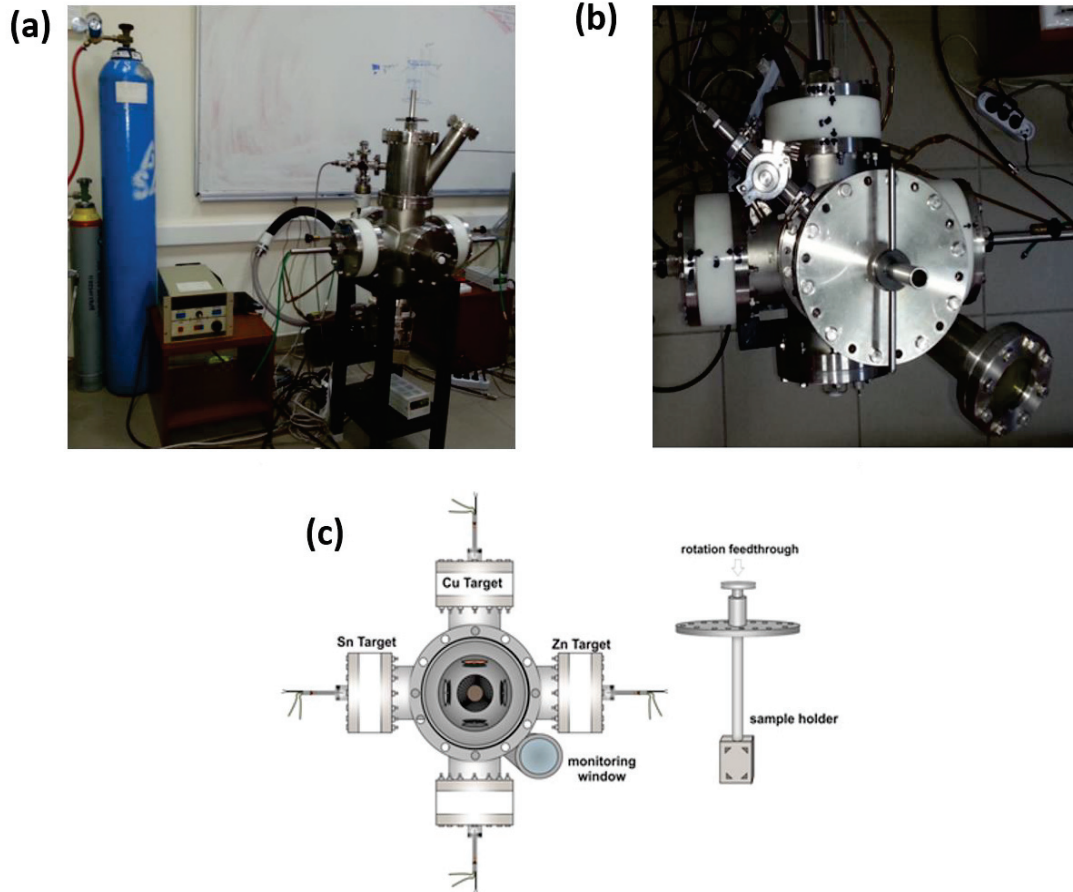 (a)
(b)
(c)
Cu Target
Sn Target
Zn Target
monitoring
window
rotation feedthrough
sample holder